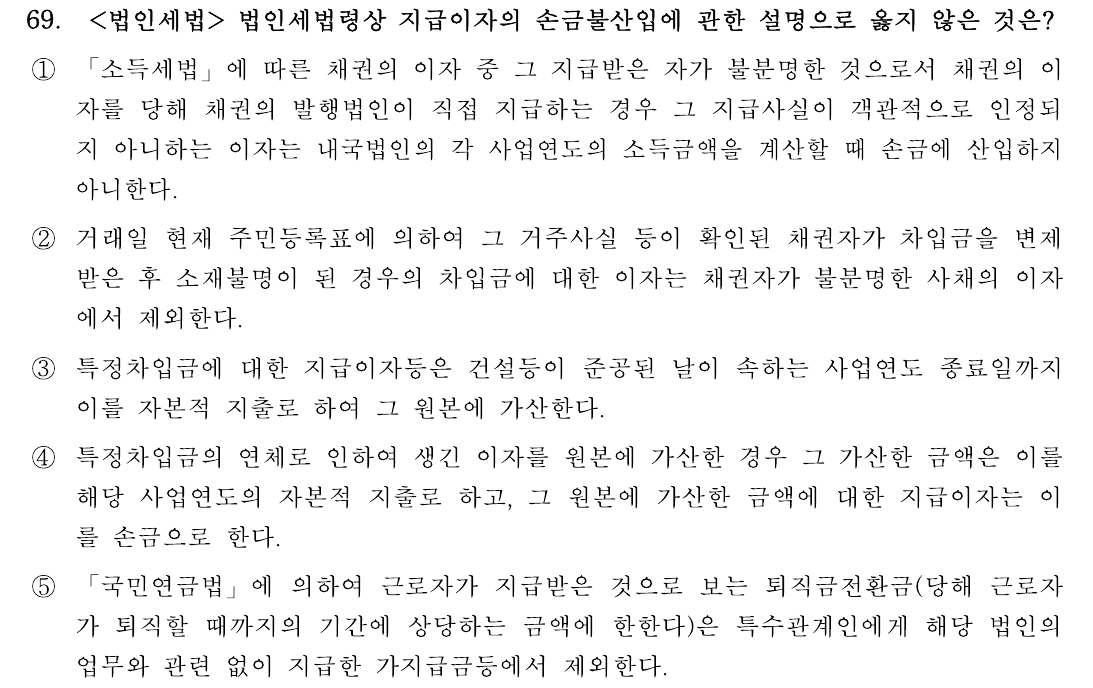 69. <법인세법> 법인세법령상 지급이자의 손금불산입에 관한 설명으로 옳지 않은 것은?
① 「소득세법」에 따른 채권의 이자 중 그 지급받은 자가 불분명한 것으로서 채권의 이
자를 당해 채권의 발행법인이 직접 지급하는 경우 그 지급사실이 객관적으로 인정되
지 아니하는 이자는 내국법인의 각 사업연도의 소득금액을 계산할 때 손금에 산입하지
아니한다.
② 거래일 현재 주민등록표에 의하여 그 거주사실 등이 확인된 채권자가 차입금을 변제
받은 후 소재불명이 된 경우의 차입금에 대한 이자는 채권자가 불분명한 사채의 이자
에서 제외한다.
③ 특정차입금에 대한 지급이자등은 건설등이 준공된 날이 속하는 사업연도 종료일까지
이를 자본적 지출로 하여 그 원본에 가산한다.
④ 특정차입금의 연체로 인하여 생긴 이자를 원본에 가산한 경우 그 가산한 금액은 이를
해당 사업연도의 자본적 지출로 하고, 그 원본에 가산한 금액에 대한 지급이자는 이
를 손금으로 한다.
⑤ 「국민연금법」에 의하여 근로자가 지급받은 것으로 보는 퇴직금전환금(당해 근로자
가 퇴직할 때까지의 기간에 상당하는 금액에 한한다)은 특수관계인에게 해당 법인의
업무와 관련 없이 지급한 가지급금등에서 제외한다.